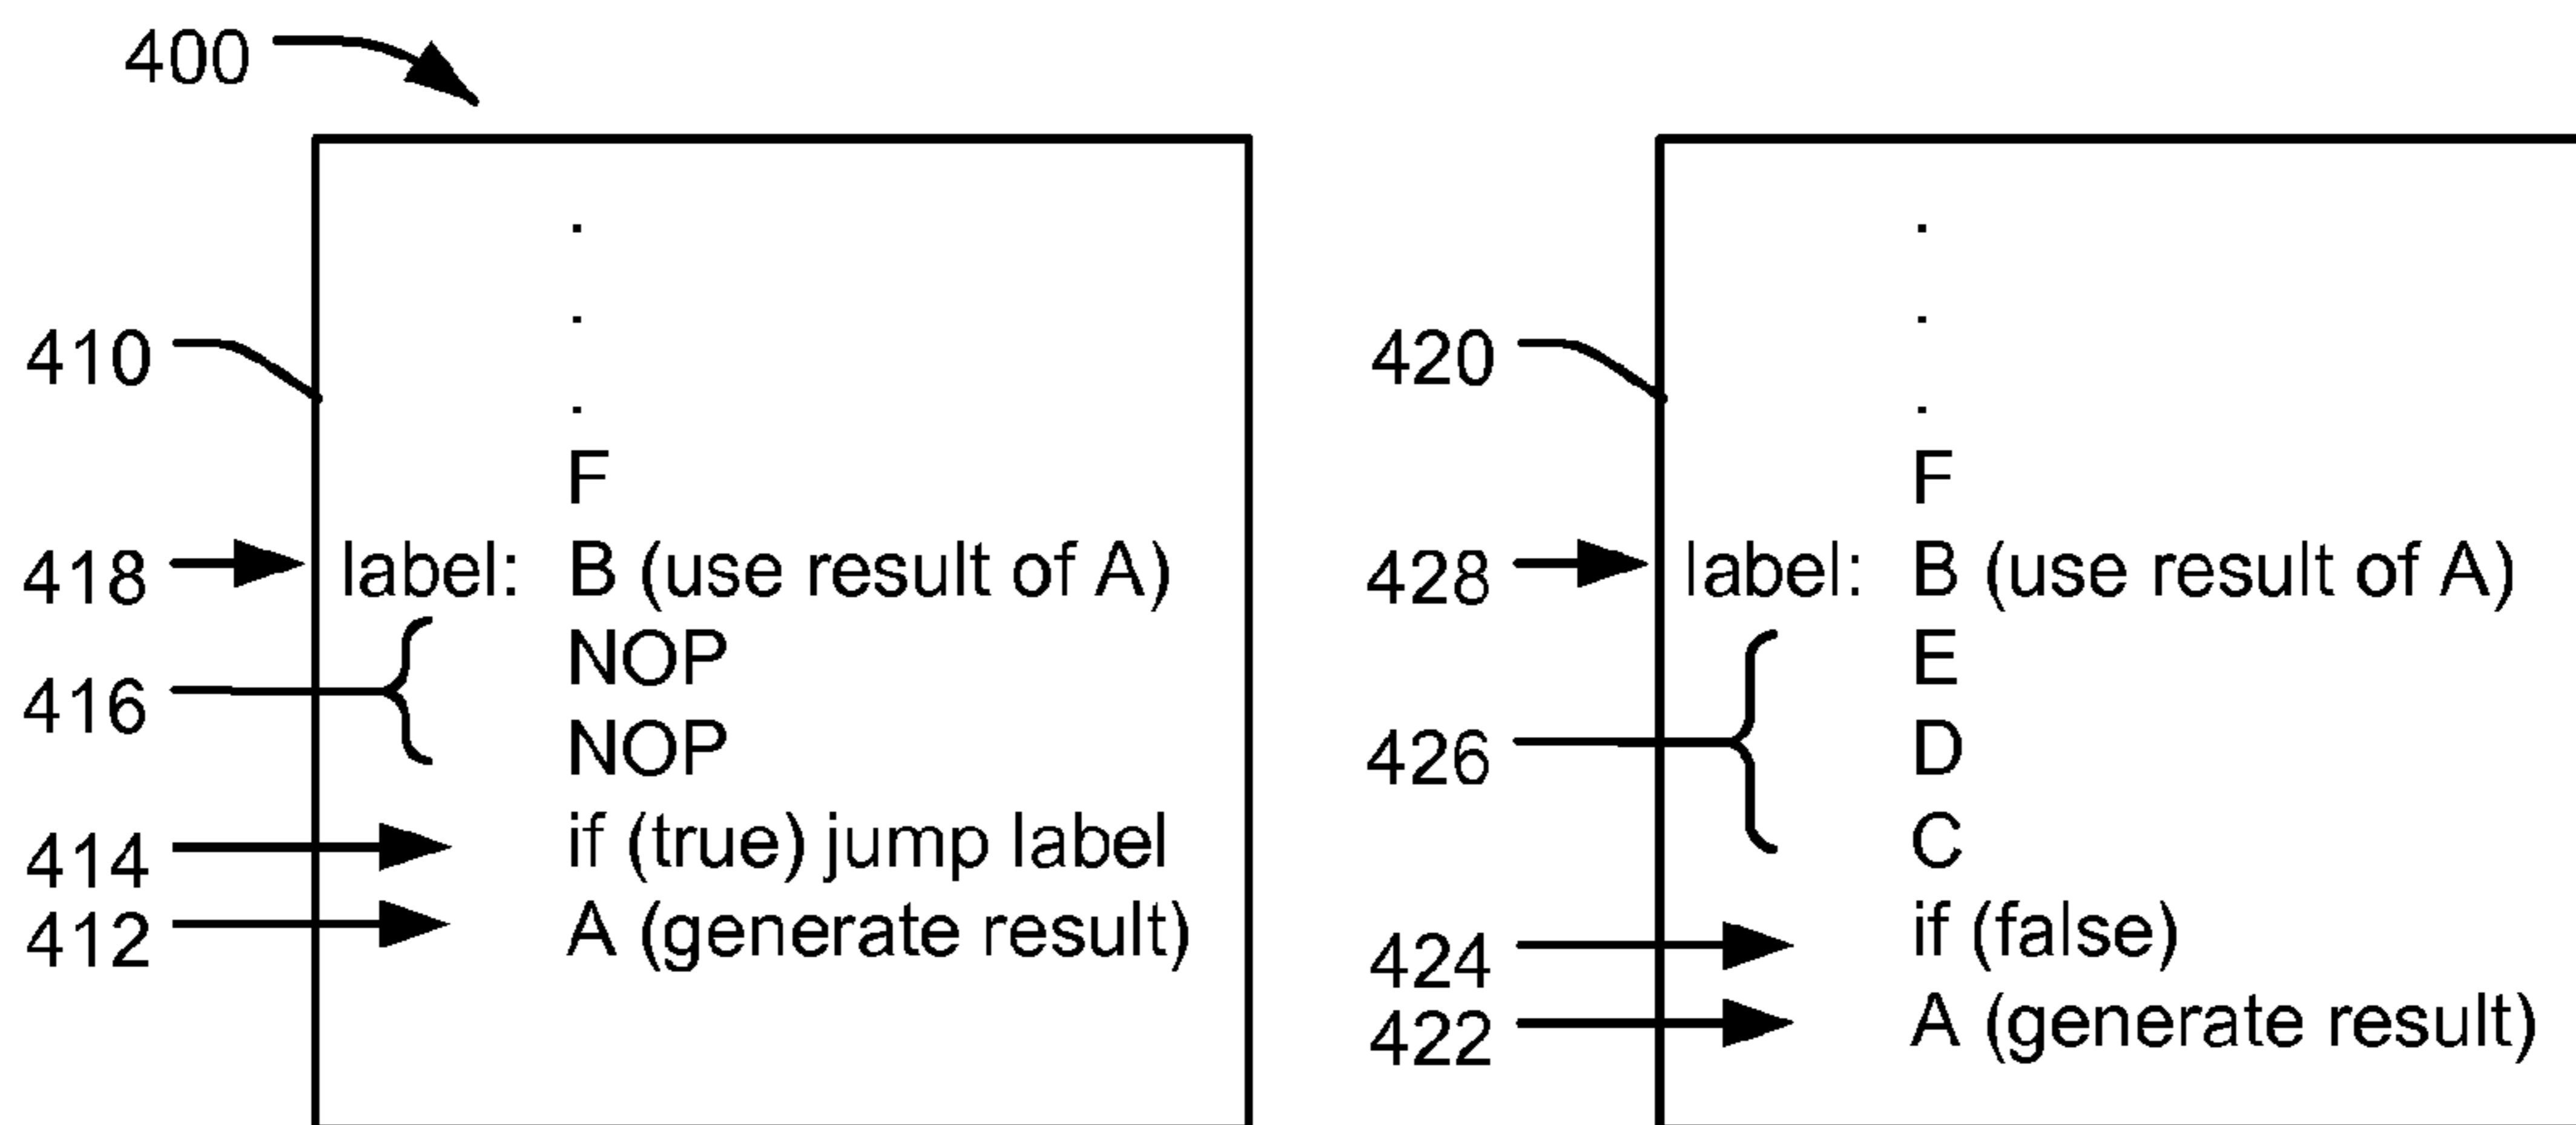 400
.
.
410
.
F
418 label: B (use result of A)
NOP
416
NOP
414 if (true) jump label
412 A (generate result)
.
.
420
.
F
428 label: B (use result of A)
E
426 D
C
424 if (false)
422 A (generate result)